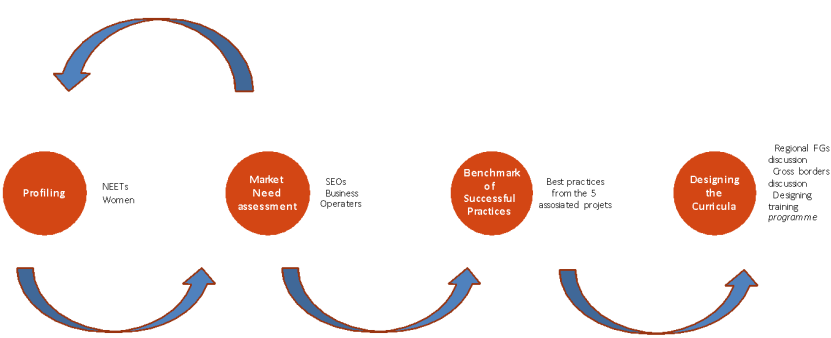 Profiling
NEETs
Women
Market
Need
assessment
SEOs
Business
Operaters
Benchmark
of
Successful
Practices
Best practices
from the 5
assosiated projets
Designing
the
Curricula
Regional FGs
discussion
Cross borders
discussion
Designing
training
programme